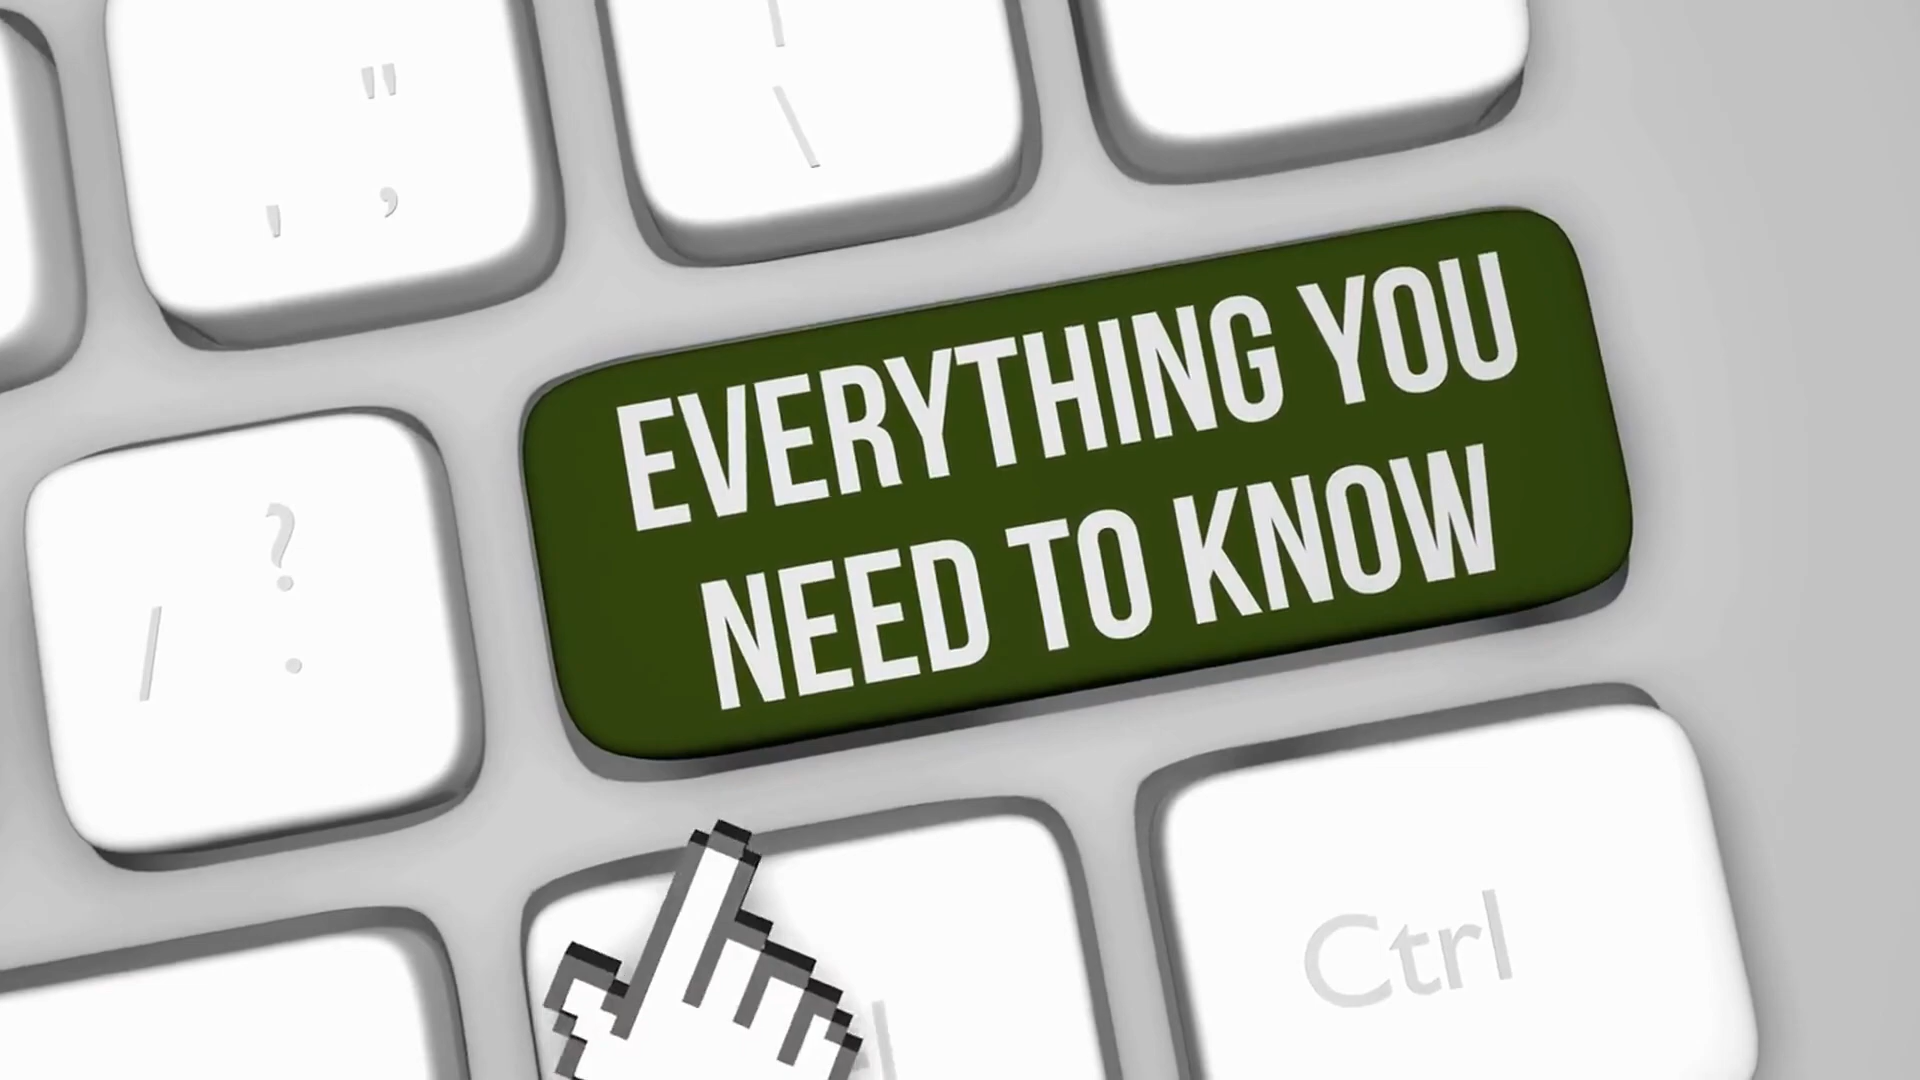 "
' ,
|
\
EVERYTHING YOU
NEED TO KNOW
?
/ .
Ctrl